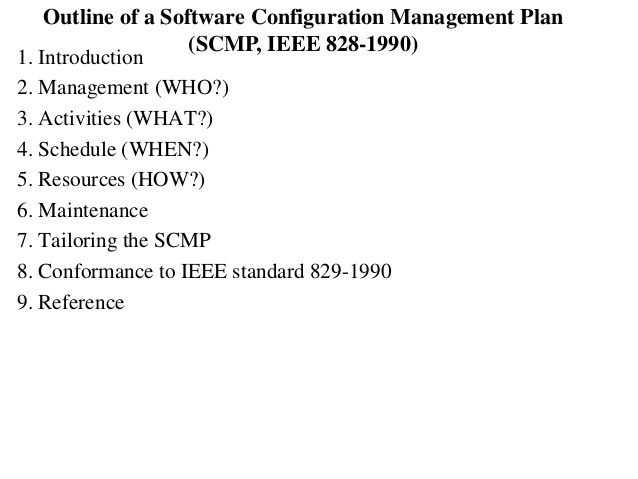 Outline of a Software Configuration Management Plan
(SCMP, IEEE 828-1990)
1. Introduction
2. Management (WHO?)
3. Activities (WHAT?)
4. Schedule (WHEN?)
5. Resources (HOW?)
6. Maintenance
7. Tailoring the SCMP
8. Conformance to IEEE standard 829-1990
9. Reference